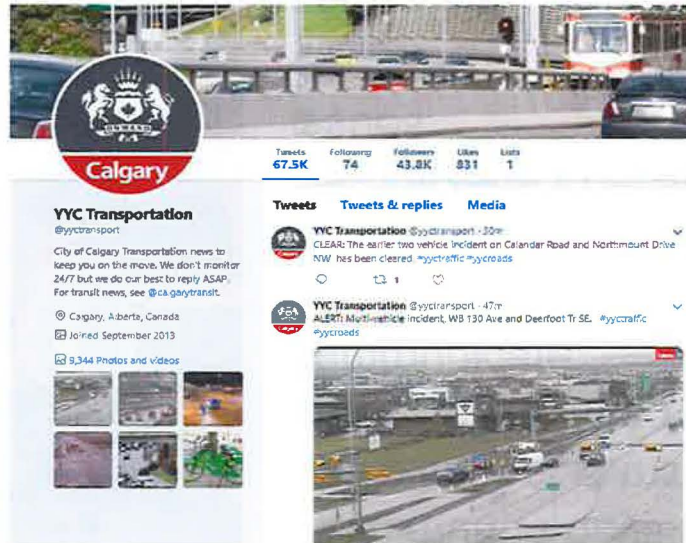 ONWARD
Calgary
Tweets Following Followers Likes Lists
67.5K 74 43.8K 831 1
YYC Transportation
@yyctransport
City of Calgary Transportation news to
keep you on the move. We don't monitor
24/7 but we do our best to reply ASAP.
For transit news, see @calgarytransit.
Calgary, Alberta, Canada
Joined September 2013
9,344 Photos and videos
Tweets Tweets & replies Media
YYC Transportation @yyctransport · 30m
CLEAR: The earlier two vehicle incident on Calandar Road and Northmount Drive
NW has been cleared. #yyctraffic #yycroads
1
YYC Transportation @yyctransport · 47m
ALERT: Multi-vehicle incident, WB 130 Ave and Deerfoot Tr SE. #yyctraffic
#yycroads